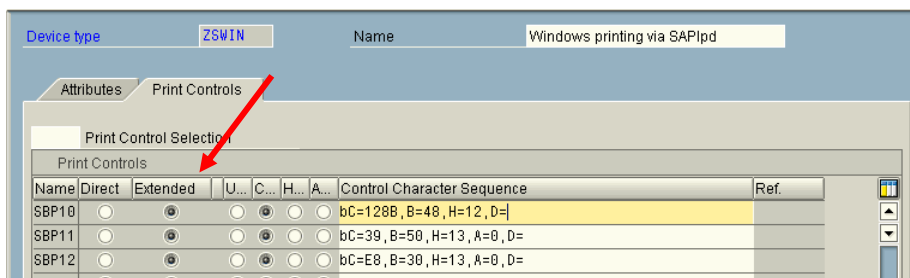 Device type ZSWIN Name Windows printing via SAPlpd
Attributes Print Controls
Print Control Selection
Print Controls
Name Direct Extended U... C... H... A... Control Character Sequence Ref.
SBP10 bC=128B,B=48,H=12,D=
SBP11 bC=39,B=50,H=13,A=0,D=
SBP12 bC=E8,B=30,H=13,A=0,D=